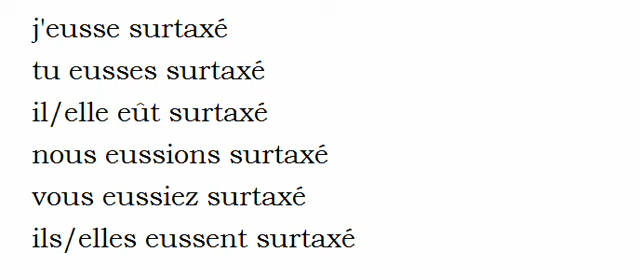 j'eusse surtaxé
tu eusses surtaxé
il/elle eût surtaxé
nous eussions surtaxé
vous eussiez surtaxé
ils/elles eussent surtaxé